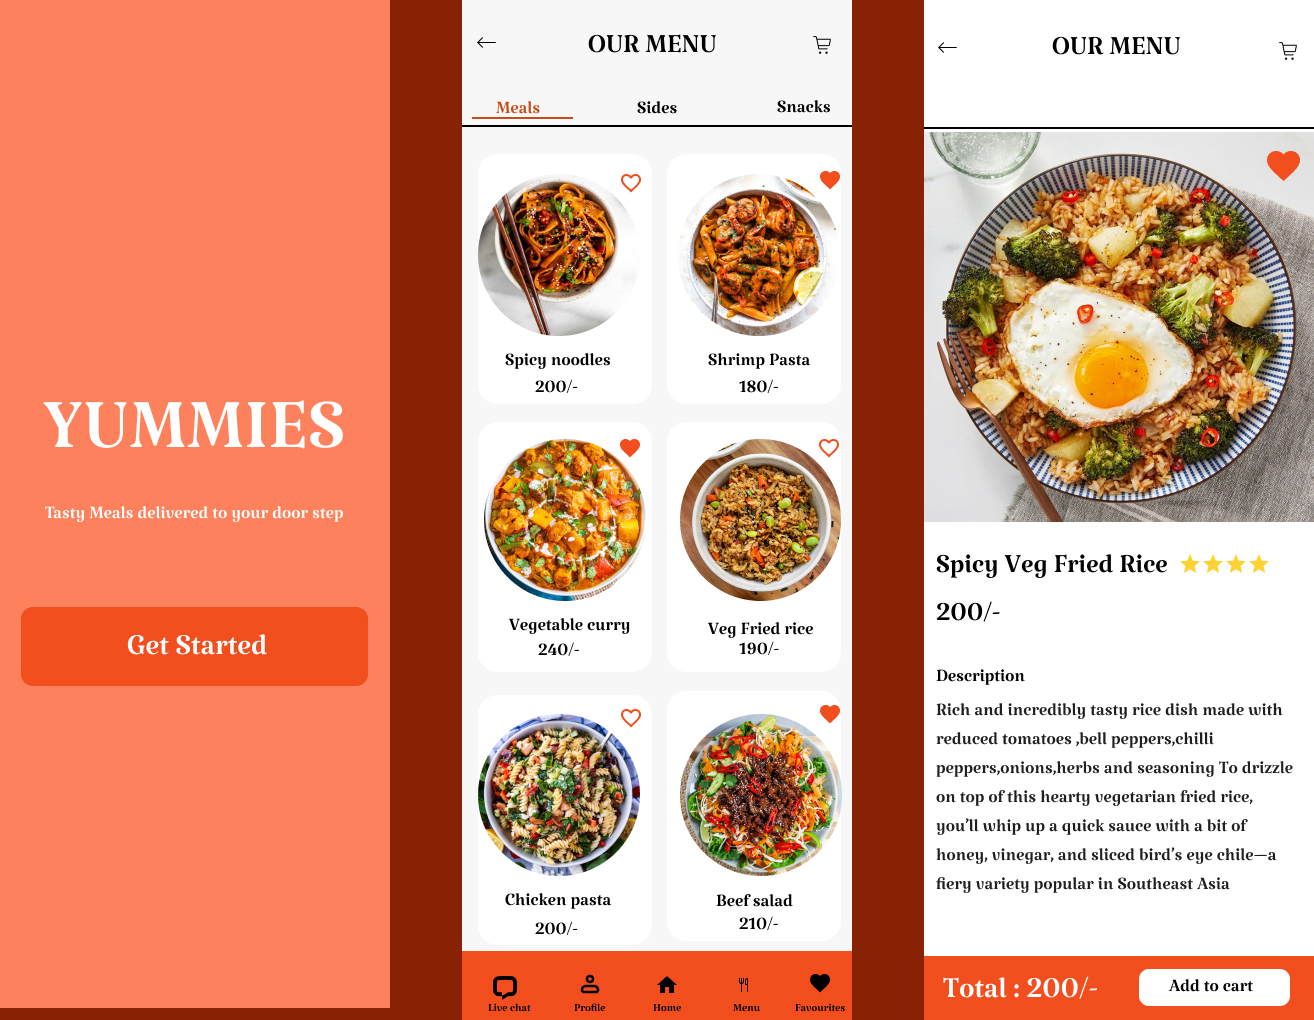 YUMMIES
Tasty Meals delivered to your door step
Get Started
OUR MENU
Meals
Sides
Snacks
Spicy noodles
200/-
Shrimp Pasta
180/-
Vegetable curry
240/-
Veg Fried rice
190/-
Chicken pasta
200/-
Beef salad
210/-
Live chat
Profile
Home
Menu
Favourites
OUR MENU
Spicy Veg Fried Rice
200/-
Description
Rich and incredibly tasty rice dish made with
reduced tomatoes ,bell peppers,chilli
peppers,onions,herbs and seasoning To drizzle
on top of this hearty vegetarian fried rice,
you’ll whip up a quick sauce with a bit of
honey, vinegar, and sliced bird’s eye chile—a
fiery variety popular in Southeast Asia
Total : 200/-
Add to cart